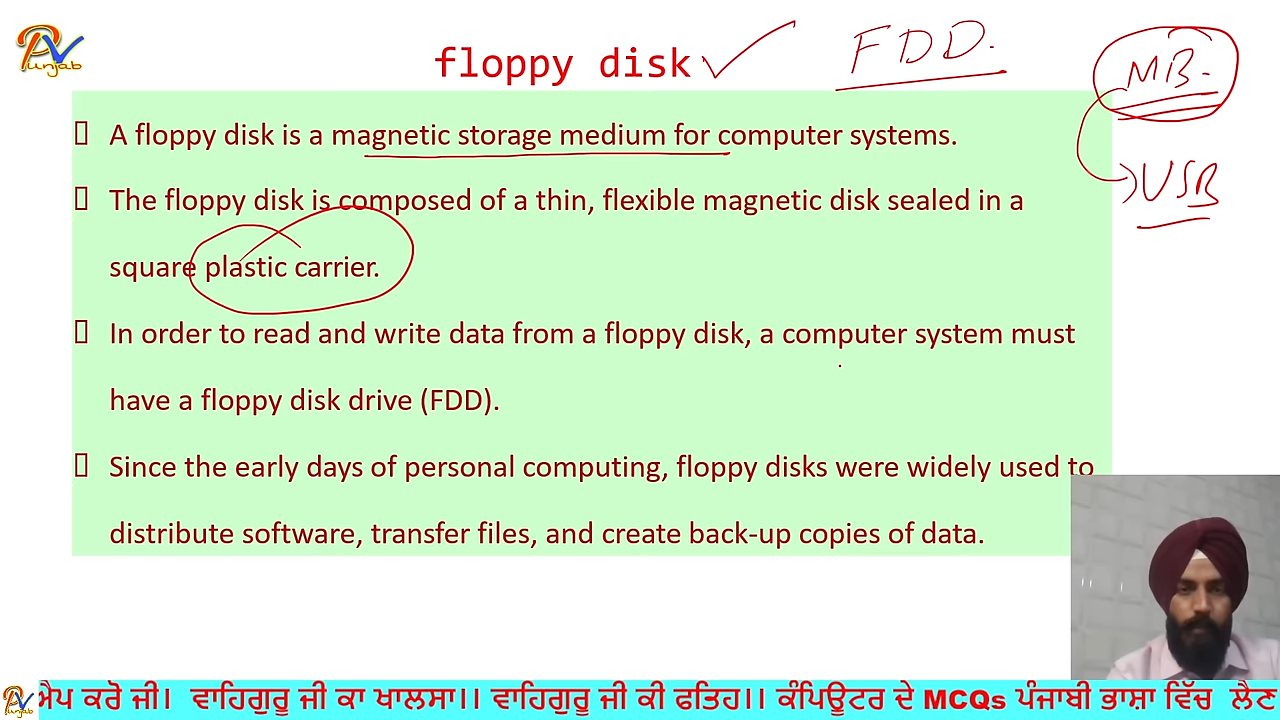 PV
unjab
floppy disk
FDD.
MB.
USB
A floppy disk is a magnetic storage medium for computer systems.
The floppy disk is composed of a thin, flexible magnetic disk sealed in a
square plastic carrier.
In order to read and write data from a floppy disk, a computer system must
have a floppy disk drive (FDD).
Since the early days of personal computing, floppy disks were widely used to
distribute software, transfer files, and create back-up copies of data.
ਐਪ ਕਰੋ ਜੀ। ਵਾਹਿਗੁਰੂ ਜੀ ਕਾ ਖਾਲਸਾ।। ਵਾਹਿਗੁਰੂ ਜੀ ਕੀ ਫਤਿਹ।। ਕੰਪਿਊਟਰ ਦੇ MCQs ਪੰਜਾਬੀ ਭਾਸ਼ਾ ਵਿੱਚ ਲੈਣ